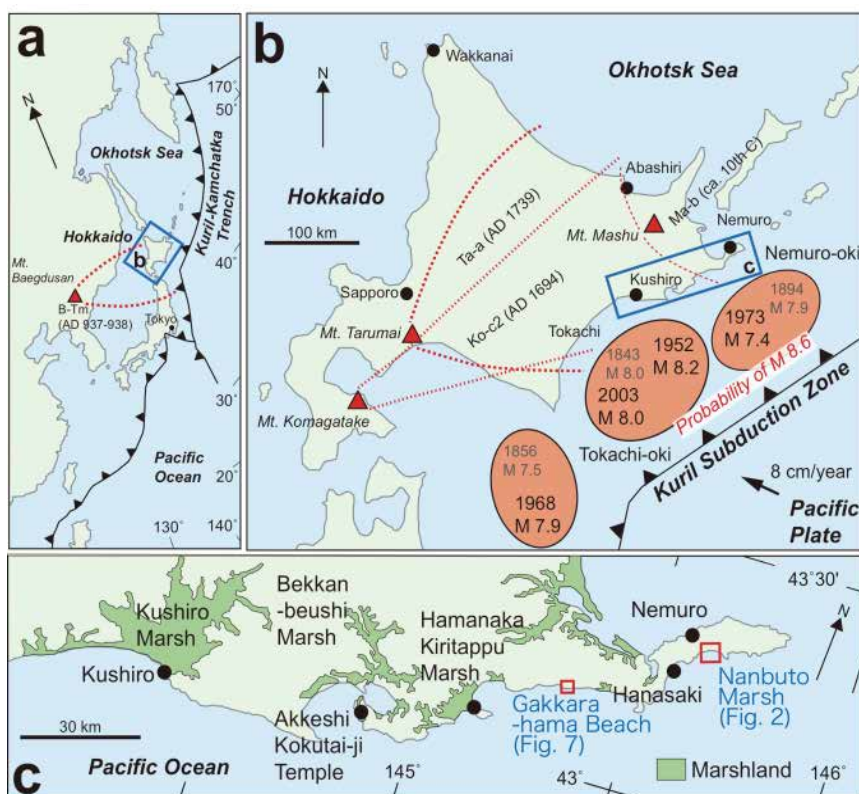 a
N
170°
50°
Okhotsk Sea
Kuril-Kamchatka
Trench
Hokkaido
b
40°
Mt.
Baegdusan
B-Tm
(AD 937-938)
Tokyo
30°
Pacific
Ocean
20°
130°
140°
b
Wakkanai
N
Okhotsk Sea
Abashiri
Ma-b (ca. 10th-C)
Hokkaido
100 km
Ta-a (AD 1739)
Mt. Mashu
Nemuro
Nemuro-oki
c
Kushiro
Sapporo
Ko-c2 (AD 1694)
Mt. Tarumai
Tokachi
1894
M 7.9
1973
M 7.4
1843
M 8.0
1952
M 8.2
2003
M 8.0
Probability of M 8.6
Mt. Komagatake
Tokachi-oki
Kuril Subduction Zone
1856
M 7.5
1968
M 7.9
8 cm/year
Pacific
Plate
43°30'
Bekkan
-beushi
Marsh
Kushiro
Marsh
Hamanaka
Kiritappu
Marsh
Nemuro
N
Kushiro
Hanasaki
Nanbuto
Marsh
(Fig. 2)
Gakkara
-hama Beach
(Fig. 7)
30 km
Akkeshi
Kokutai-ji
Temple
c
Pacific Ocean
145°
43°
Marshland
146°